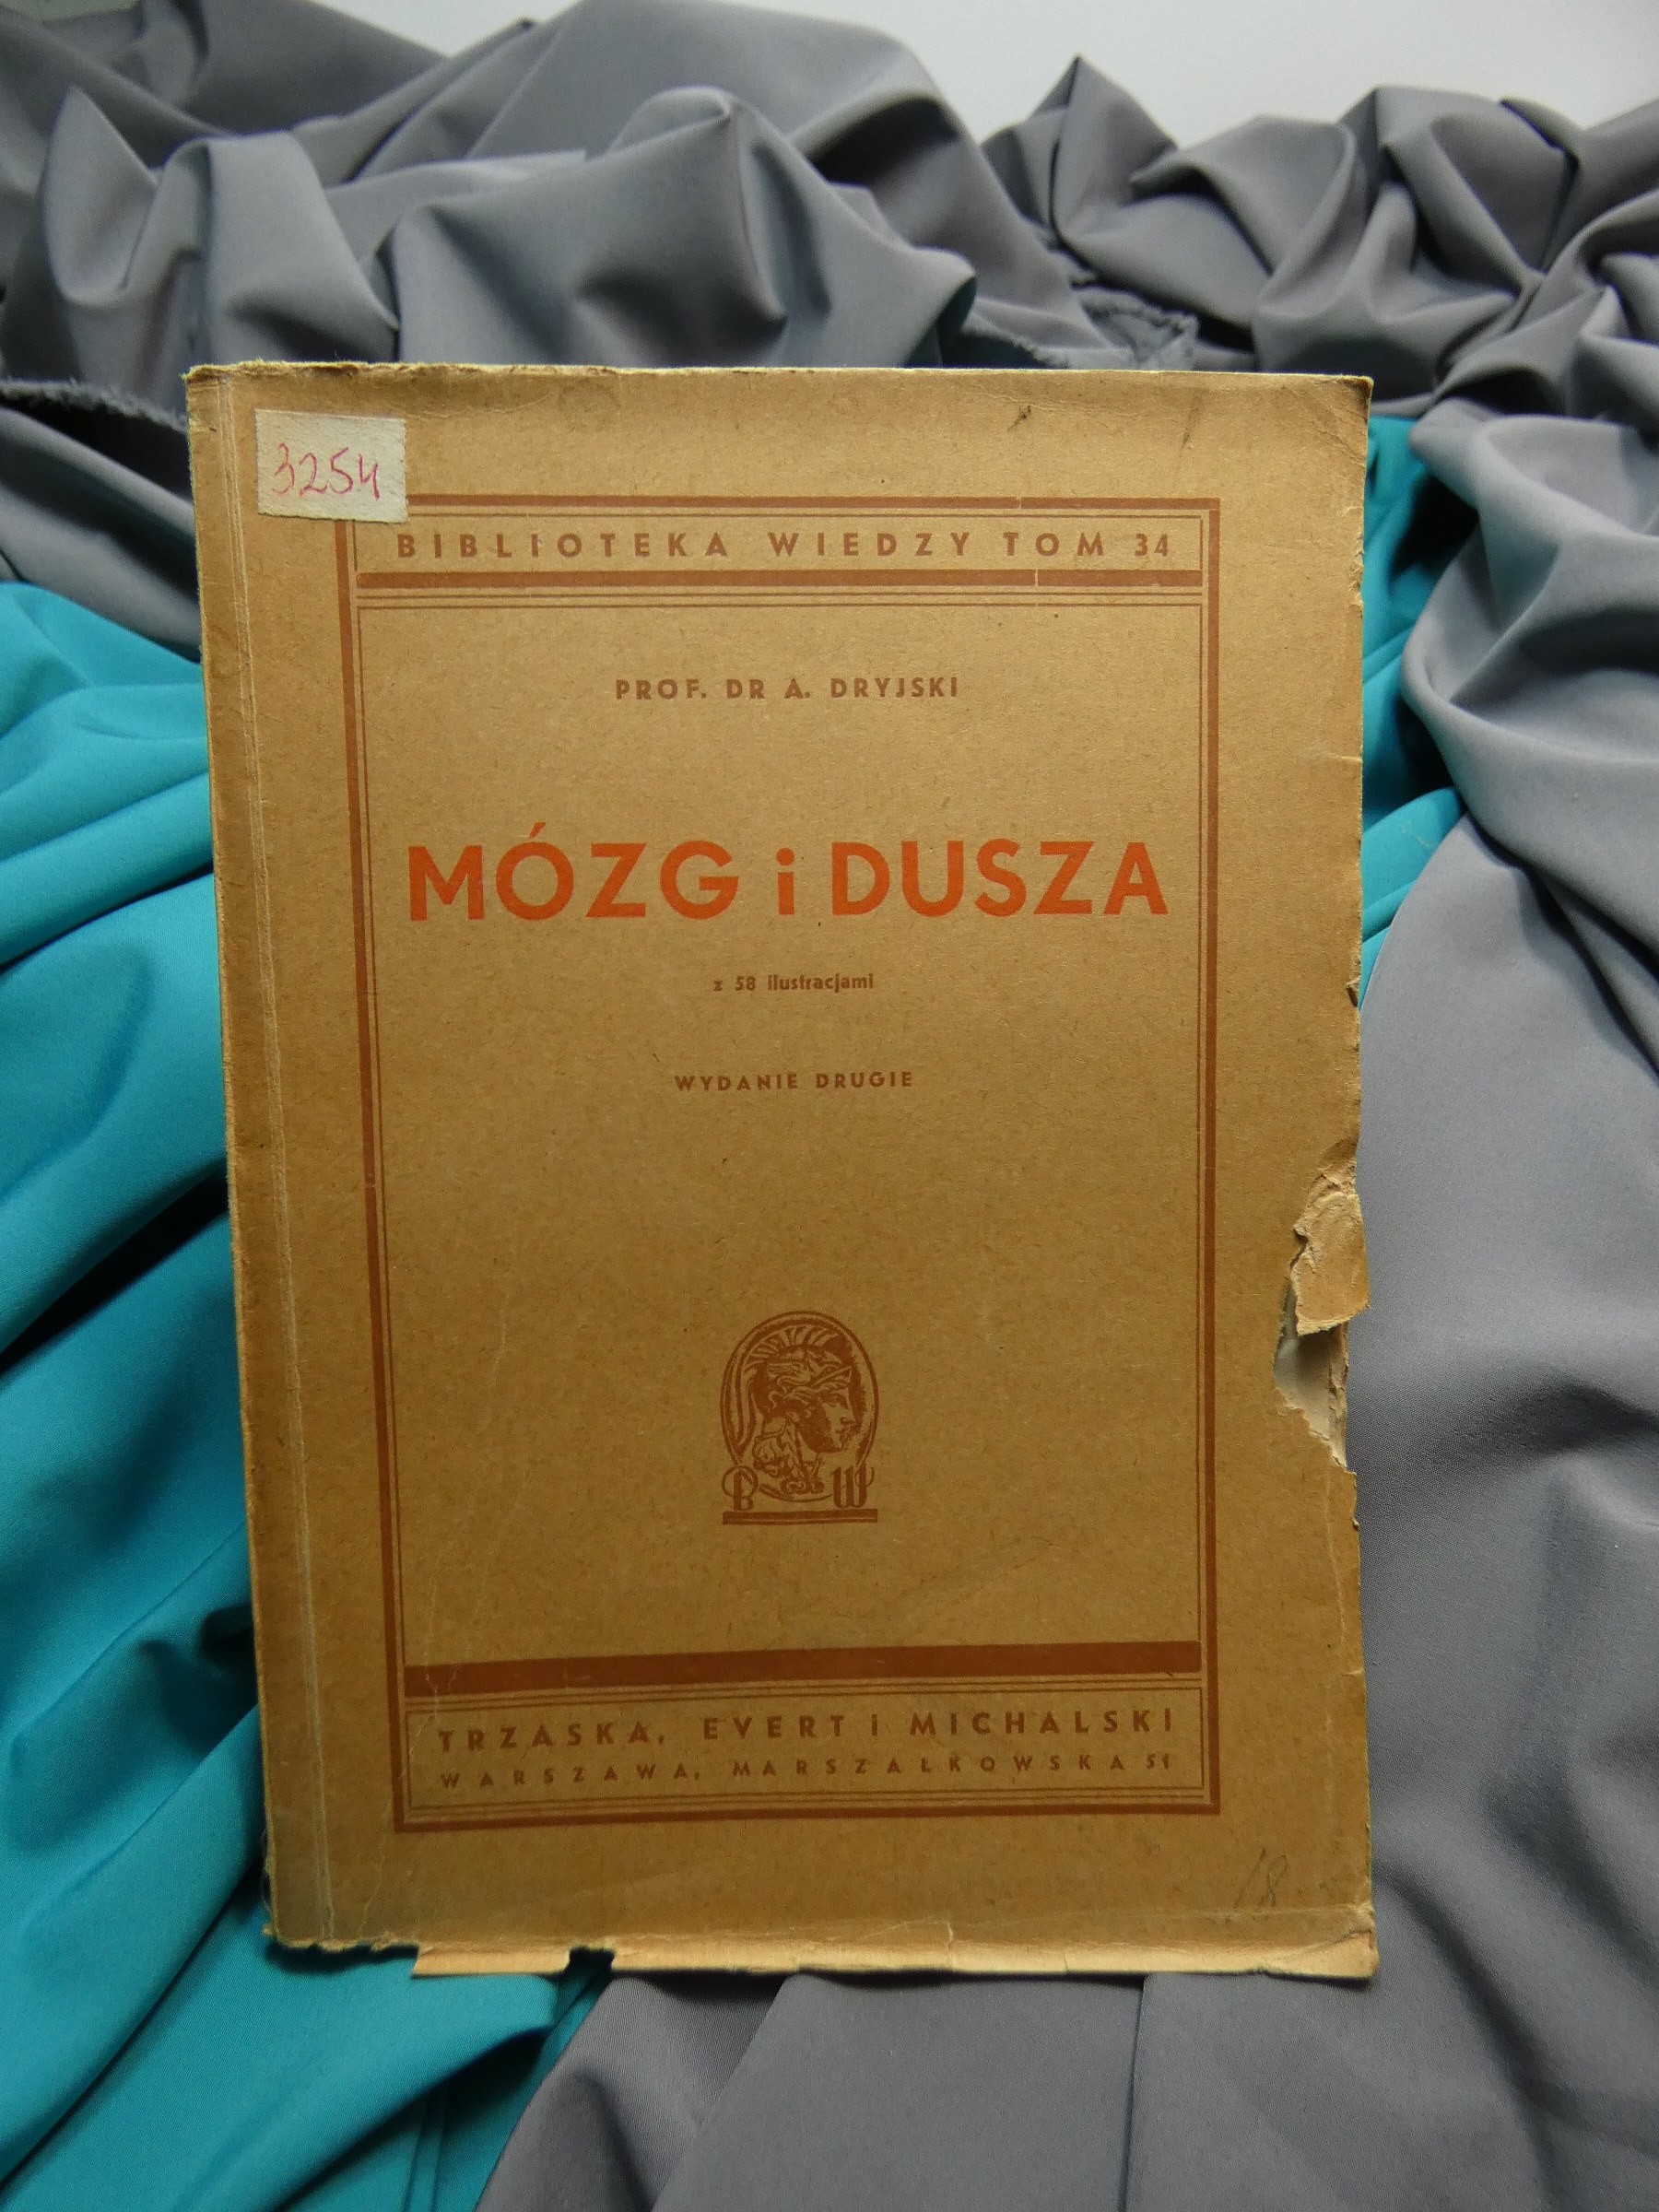 3254
BIBLIOTEKA WIEDZY TOM 34
PROF. DR A. DRYJSKI
MÓZG i DUSZA
z 58 ilustracjami
WYDANIE DRUGIE
B W
TRZASKA, EVERT i MICHALSKI
WARSZAWA, MARSZAŁKOWSKA 51
18